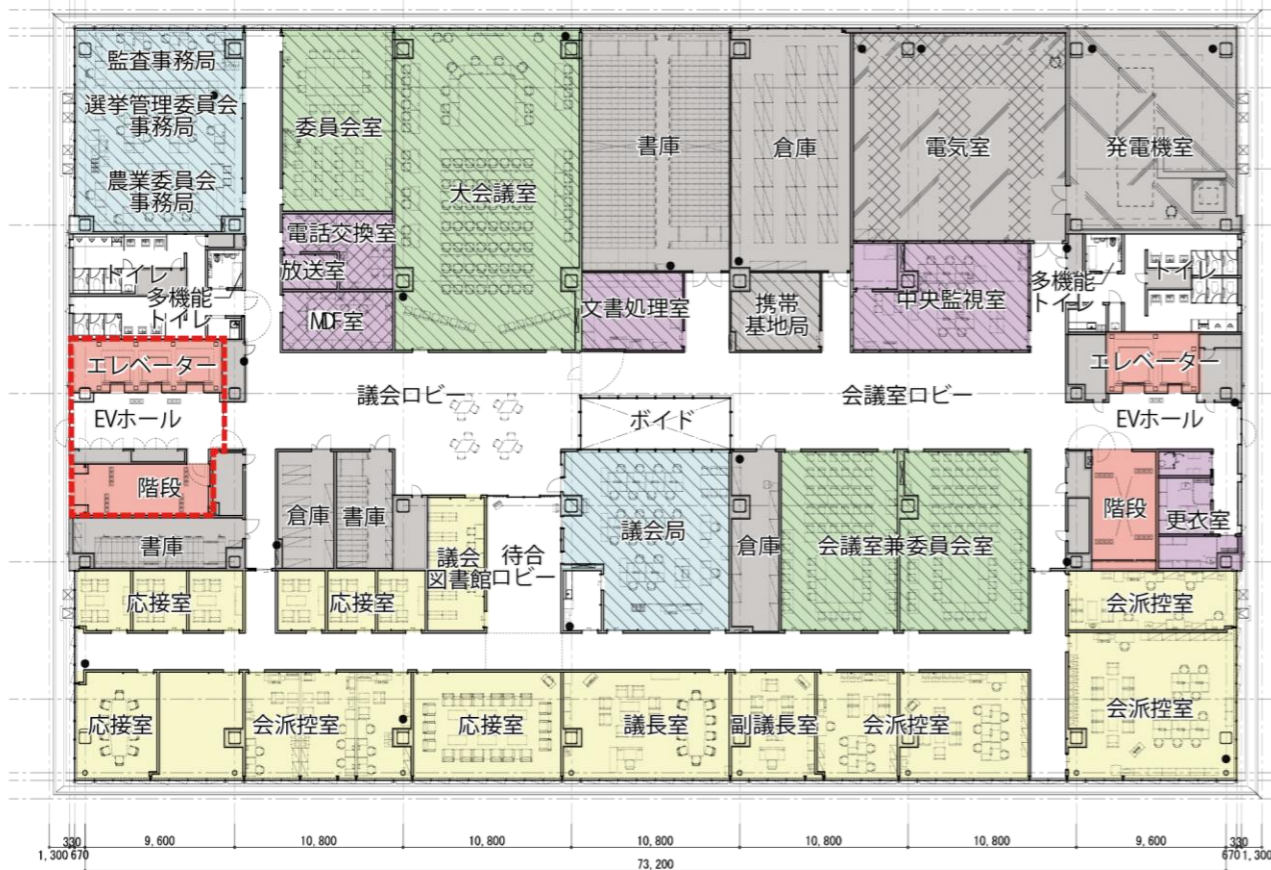 監査事務局
選挙管理委員会
事務局
農業委員会
事務局
委員会室
大会議室
書庫
倉庫
電気室
発電機室
電話交換室
放送室
MDF室
トイレ
多機能
トイレ
文書処理室
携帯
基地局
中央監視室
多機能
トイレ
トイレ
エレベーター
エレベーター
EVホール
議会ロビー
ボイド
会議室ロビー
EVホール
階段
書庫
倉庫
書庫
議会
図書館
待合
ロビー
議会局
倉庫
会議室兼委員会室
階段
更衣室
応接室
応接室
会派控室
応接室
会派控室
応接室
議長室
副議長室
会派控室
会派控室
330
9,600
10,800
10,800
10,800
10,800
10,800
9,600
330
1,300
670
73,200
670
1,300